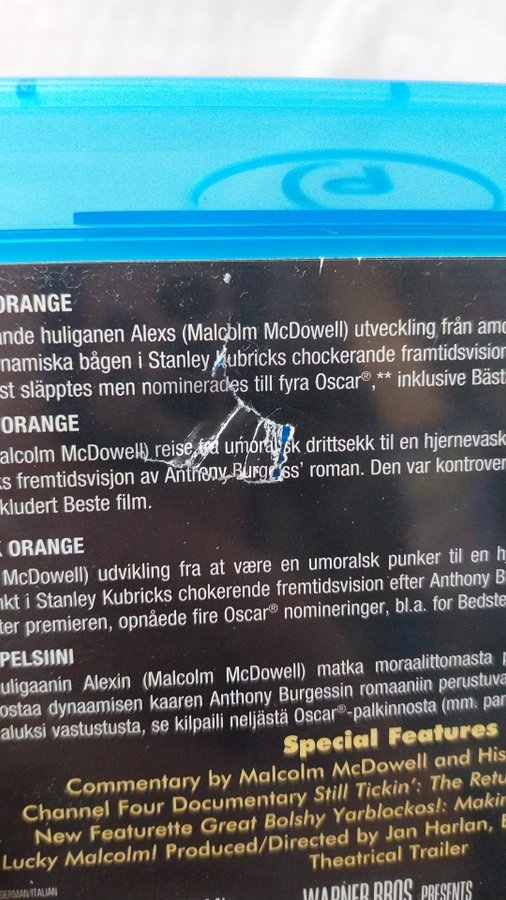 ORANGE
ande huliganen Alexs (Malcolm McDowell) utveckling från amo
ynamiska bågen i Stanley Kubricks chockerande framtidsvision
st släpptes men nominerades till fyra Oscar®,** inklusive Bäst
ORANGE
alcolm McDowell) reise fra umoralsk drittsekk til en hjernevask
ks fremtidsvisjon av Anthony Burgess' roman. Den var kontrover
kludert Beste film.
K ORANGE
McDowell) udvikling fra at være en umoralsk punker til en hj
nkt i Stanley Kubricks chokerende fremtidsvision efter Anthony B
ter premieren, opnåede fire Oscar® nomineringer, bl.a. for Bedste
PELSIINI
uligaanin Alexin (Malcolm McDowell) matka moraalittomasta p
ostaa dynaamisen kaaren Anthony Burgessin romaaniin perustuva
aluksi vastustusta, se kilpaili neljästä Oscar®-palkinnosta (mm. par
Special Features
Commentary by Malcolm McDowell and His
Channel Four Documentary Still Tickin': The Retu
New Featurette Great Bolshy Yarblockos!: Makin
Lucky Malcolm! Produced/Directed by Jan Harlan, E
Theatrical Trailer
GERMAN/ITALIAN
WARNER BROS. PRESENTS